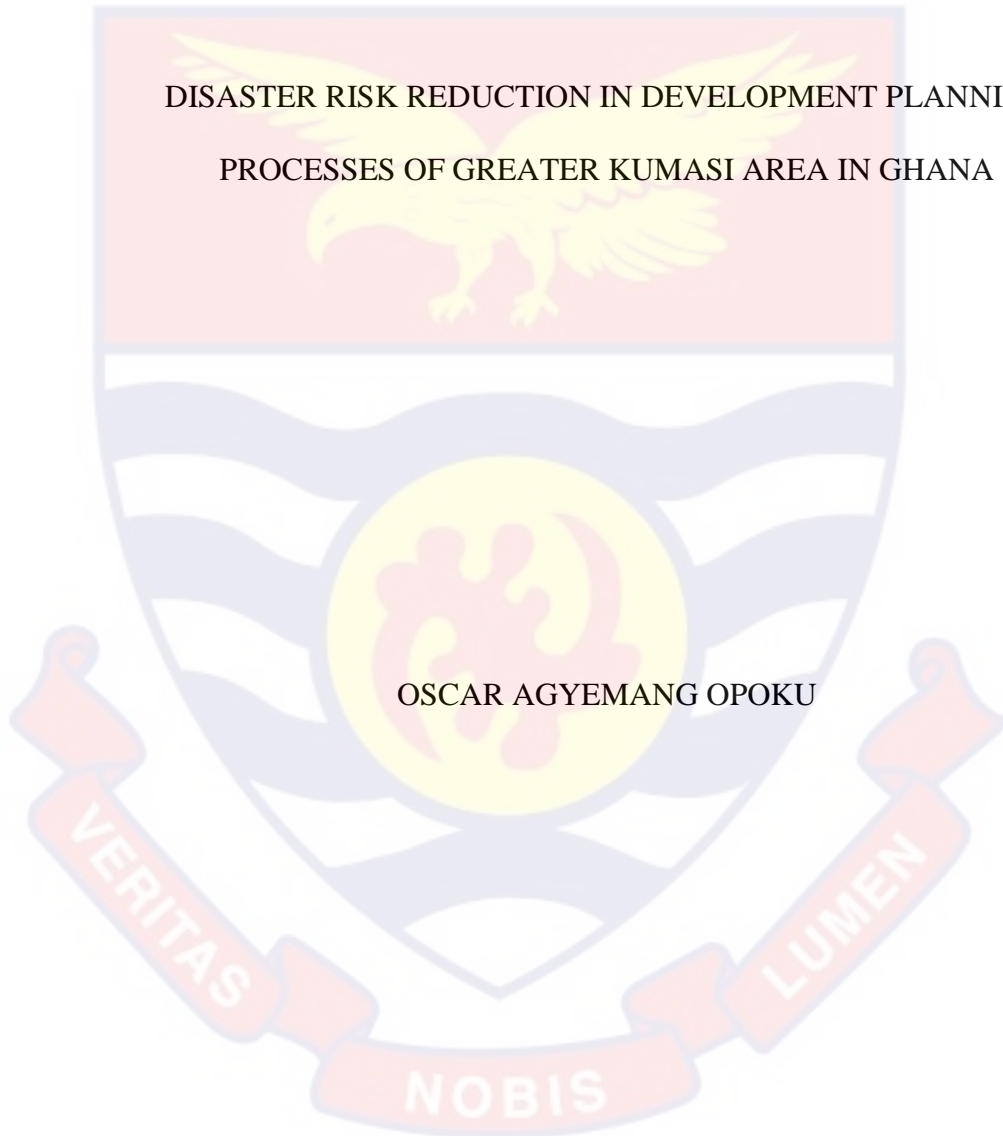 DISASTER RISK REDUCTION IN DEVELOPMENT PLANNI
PROCESSES OF GREATER KUMASI AREA IN GHANA
OSCAR AGYEMANG OPOKU
VERITAS
NOBIS
LUMEN